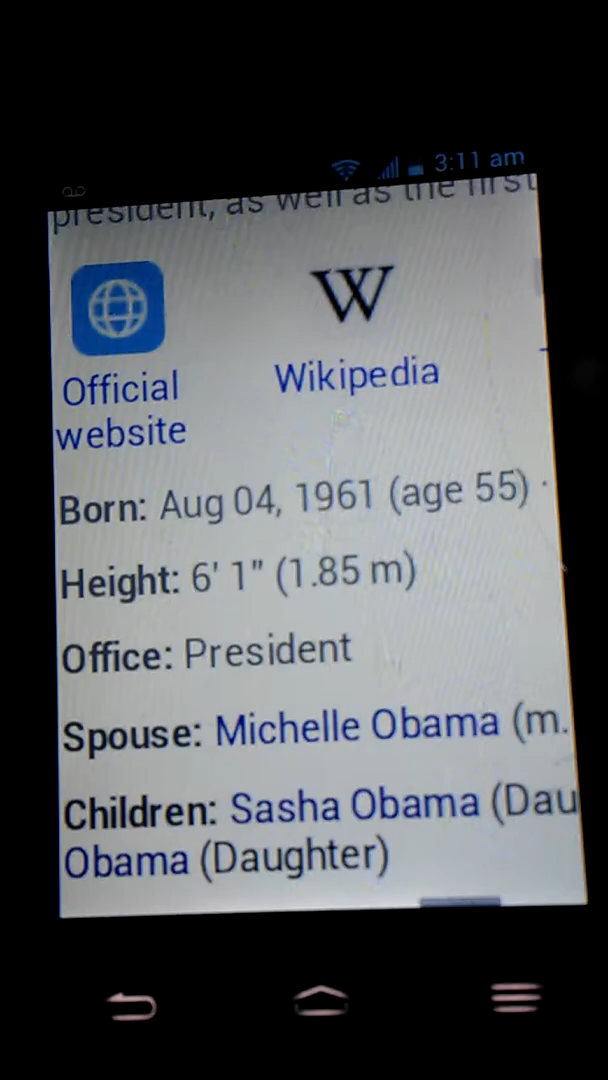 3:11 am
president, as well as the first
W
Wikipedia
Official
website
Born: Aug 04, 1961 (age 55) ·
Height: 6' 1" (1.85 m)
Office: President
Spouse: Michelle Obama (m.
Children: Sasha Obama (Dau
Obama (Daughter)